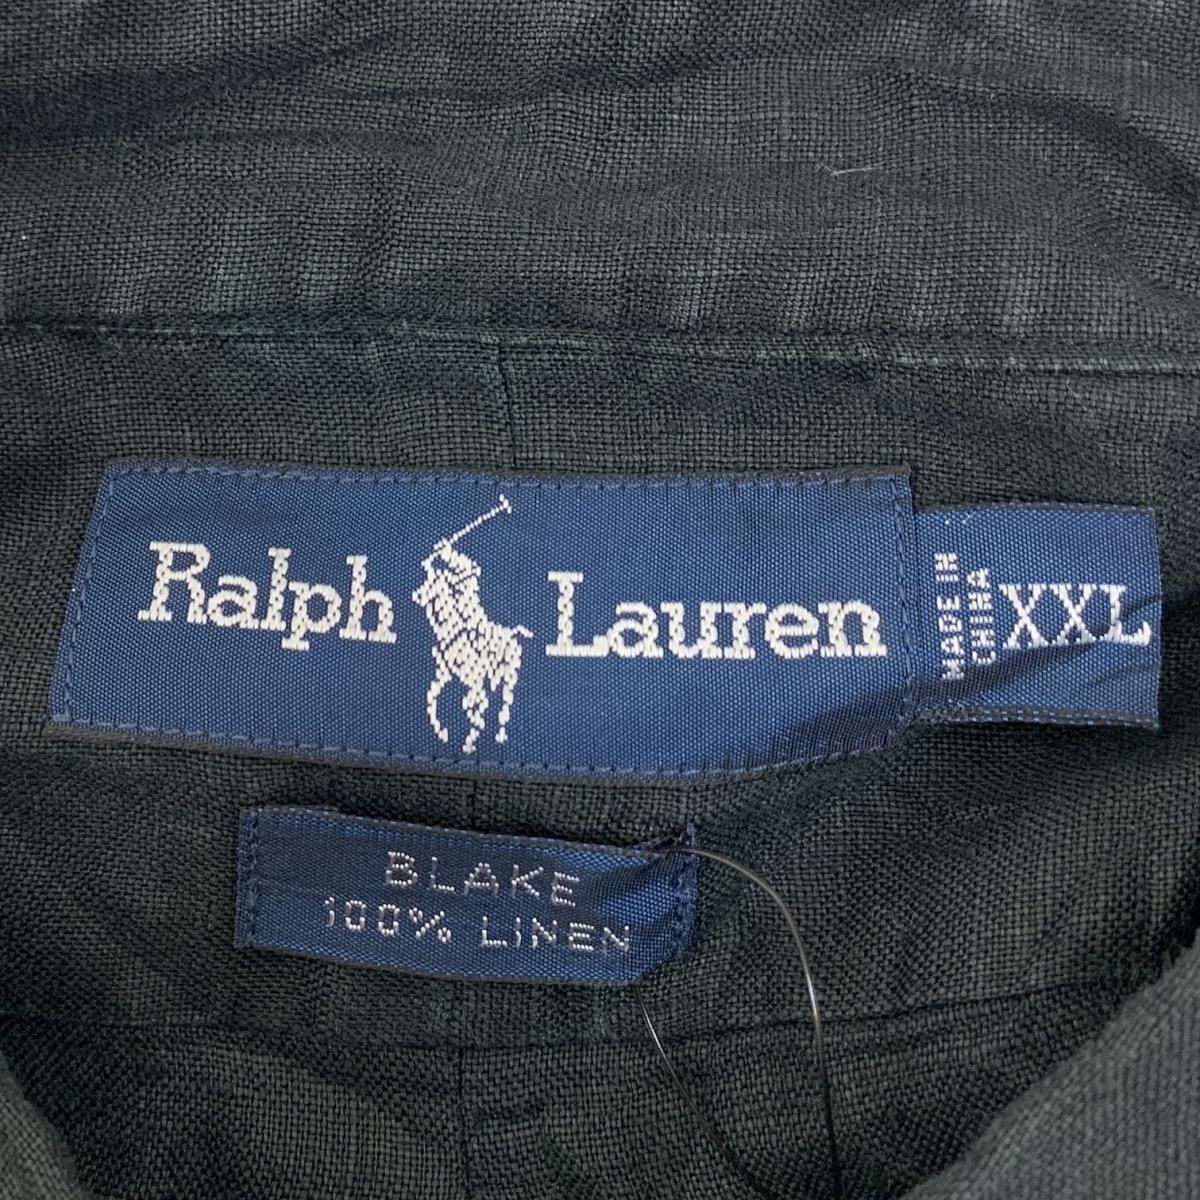 Ralph Lauren
MADE IN
CHINA
XXL
BLAKE
100% LINEN